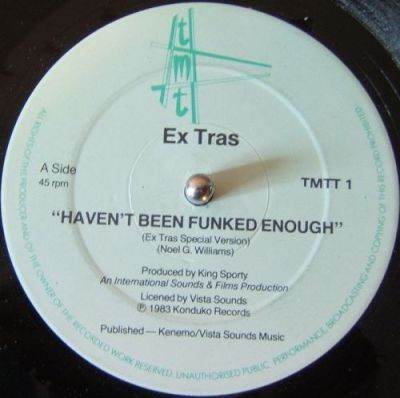 tmt
Ex Tras
A Side
45 rpm
TMTT 1
"HAVEN'T BEEN FUNKED ENOUGH"
(Ex Tras Special Version)
(Noel G. Williams)
Produced by King Sporty
An International Sounds & Films Production
Licened by Vista Sounds
℗ 1983 Konduko Records
Published — Kenemo/Vista Sounds Music
ALL RIGHTS OF THE PRODUCER AND OF THE OWNER OF THE RECORDED WORK RESERVED. UNAUTHORISED PUBLIC PERFORMANCE, BROADCASTING AND COPYING OF THIS RECORD PROHIBITED